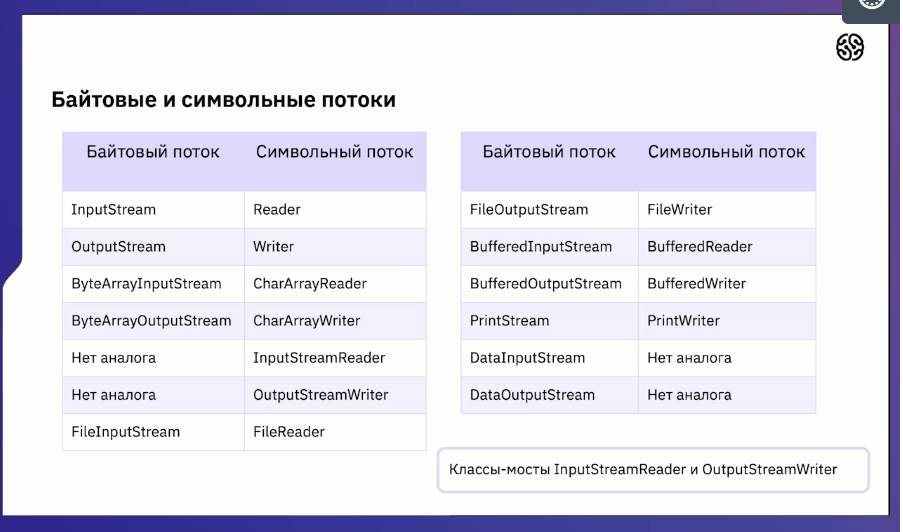 Байтовые и символьные потоки
Байтовый поток Символьный поток
InputStream Reader
OutputStream Writer
ByteArrayInputStream CharArrayReader
ByteArrayOutputStream CharArrayWriter
Нет аналога InputStreamReader
Нет аналога OutputStreamWriter
FileInputStream FileReader
Байтовый поток Символьный поток
FileOutputStream FileWriter
BufferedInputStream BufferedReader
BufferedOutputStream BufferedWriter
PrintStream PrintWriter
DataInputStream Нет аналога
DataOutputStream Нет аналога
Классы-мосты InputStreamReader и OutputStreamWriter